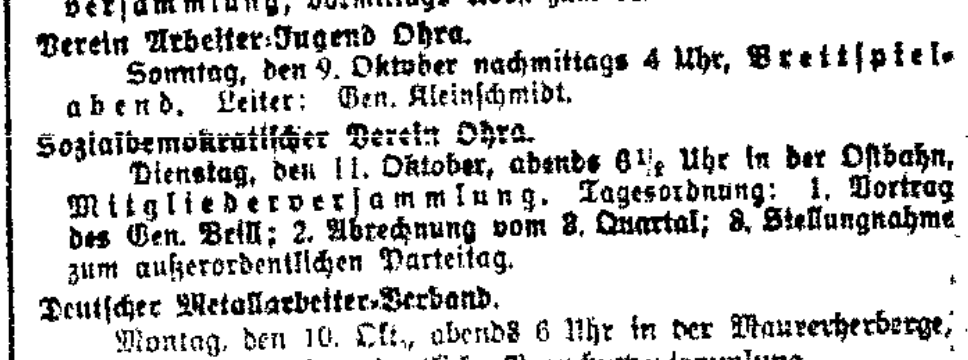 versammlung, vormittags
Verein Arbeiter-Jugend Ohra.
Sonntag, den 9. Oktober nachmittags 4 Uhr, Brettspiel-
abend. Leiter: Gen. Kleinschmidt.
Sozialdemokratischer Verein Ohra.
Dienstag, den 11. Oktober, abends 6½ Uhr in der Ostbahn,
Mitgliederversammlung. Tagesordnung: 1. Vortrag
des Gen. Brill; 2. Abrechnung vom 3. Quartal; 3. Stellungnahme
zum außerordentlichen Parteitag.
Deutscher Metallarbeiter-Verband.
Montag, den 10. Okt., abends 6 Uhr in der Maurerherberge,